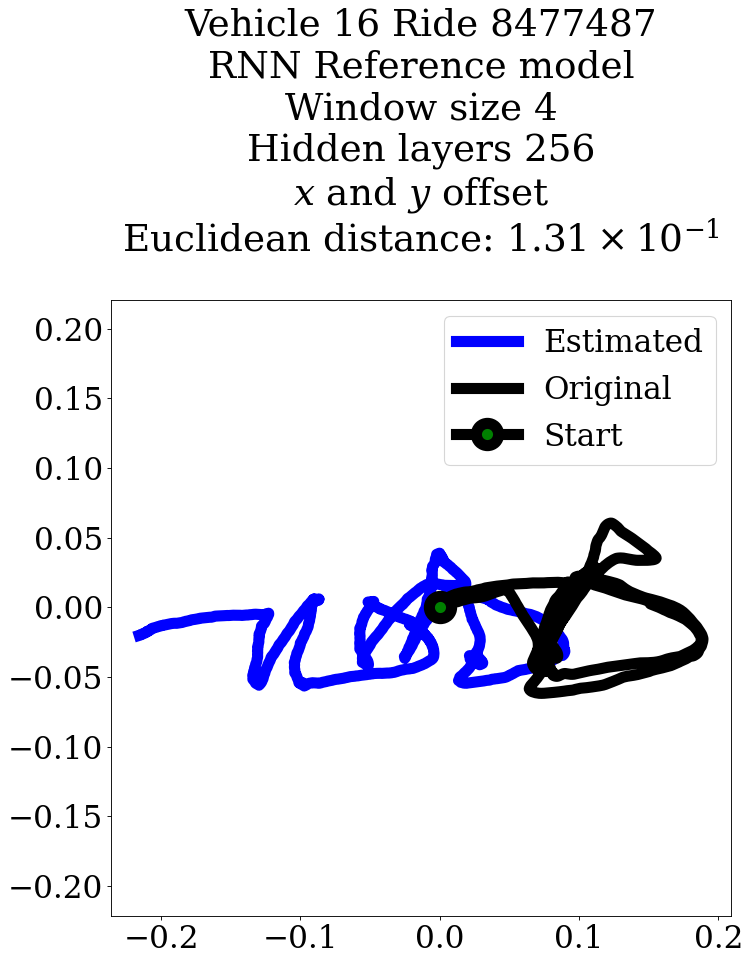 Vehicle 16 Ride 8477487
RNN Reference model
Window size 4
Hidden layers 256
x and y offset
Euclidean distance: 1.31 × 10⁻¹
Estimated
Original
Start
0.20
0.15
0.10
0.05
0.00
−0.05
−0.10
−0.15
−0.20
−0.2
−0.1
0.0
0.1
0.2